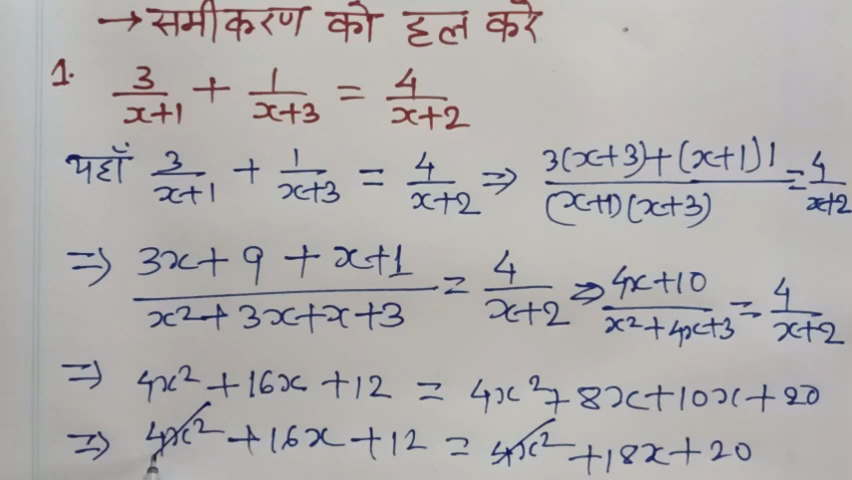 → समीकरण को हल करे
1. 3/(x+1) + 1/(x+3) = 4/(x+2)
यहाँ 3/(x+1) + 1/(x+3) = 4/(x+2) ⇒ (3(x+3)+(x+1)1)/((x+1)(x+3)) = 4/(x+2)
⇒ (3x+9+x+1)/(x²+3x+x+3) = 4/(x+2) ⇒ (4x+10)/(x²+4x+3) = 4/(x+2)
⇒ 4x²+16x+12 = 4x²+8x+10x+20
⇒ 4x²+16x+12 = 4x²+18x+20